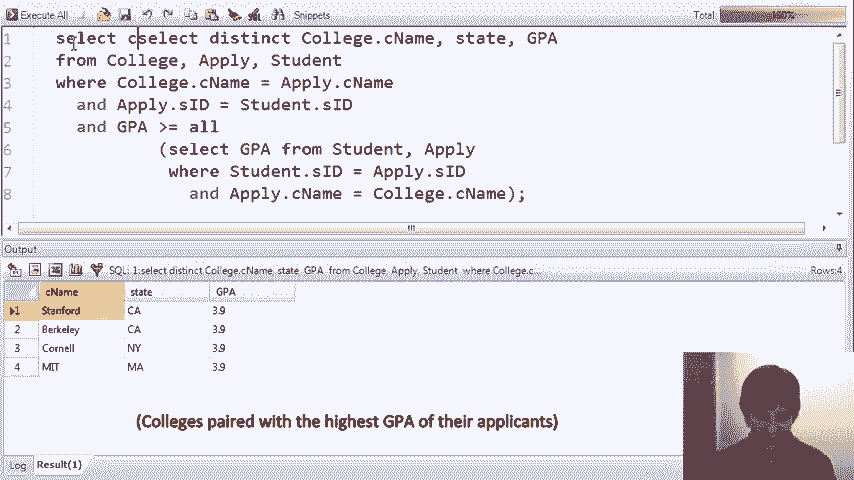 Execute All Snippets Total: 100%
1 select cselect distinct College.cName, state, GPA
2 from College, Apply, Student
3 where College.cName = Apply.cName
4 and Apply.sID = Student.sID
5 and GPA >= all
6 (select GPA from Student, Apply
7 where Student.sID = Apply.sID
8 and Apply.cName = College.cName);
Output
SQL: 1:select distinct College.cName, state, GPA from College, Apply, Student where College.c... Rows:4
cName state GPA
1 Stanford CA 3.9
2 Berkeley CA 3.9
3 Cornell NY 3.9
4 MIT MA 3.9
(Colleges paired with the highest GPA of their applicants)
Log Result(1)